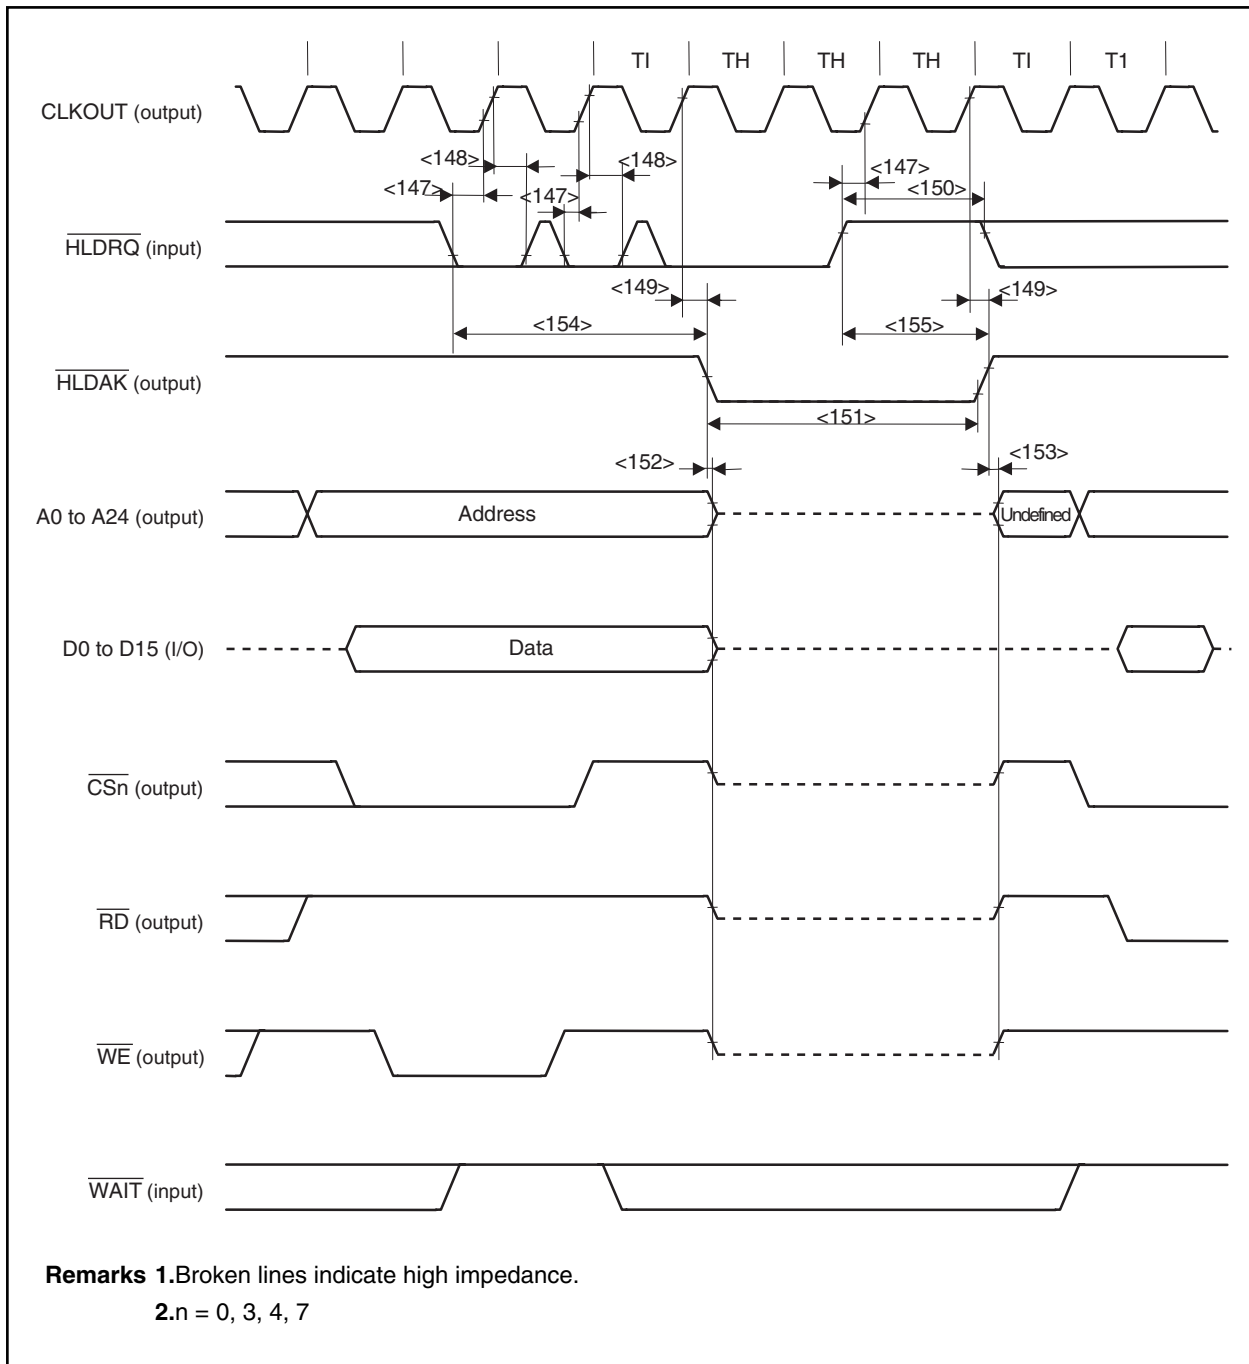 TI TH TH TH TI T1
CLKOUT (output)
<148> <148>
<147> <147> <147>
<150>
HLDRQ (input)
<149> <149>
<154> <155>
HLDAK (output)
<151>
<152> <153>
A0 to A24 (output) Address Undefined
D0 to D15 (I/O) Data
CSn (output)
RD (output)
WE (output)
WAIT (input)
Remarks 1.Broken lines indicate high impedance.
2.n = 0, 3, 4, 7